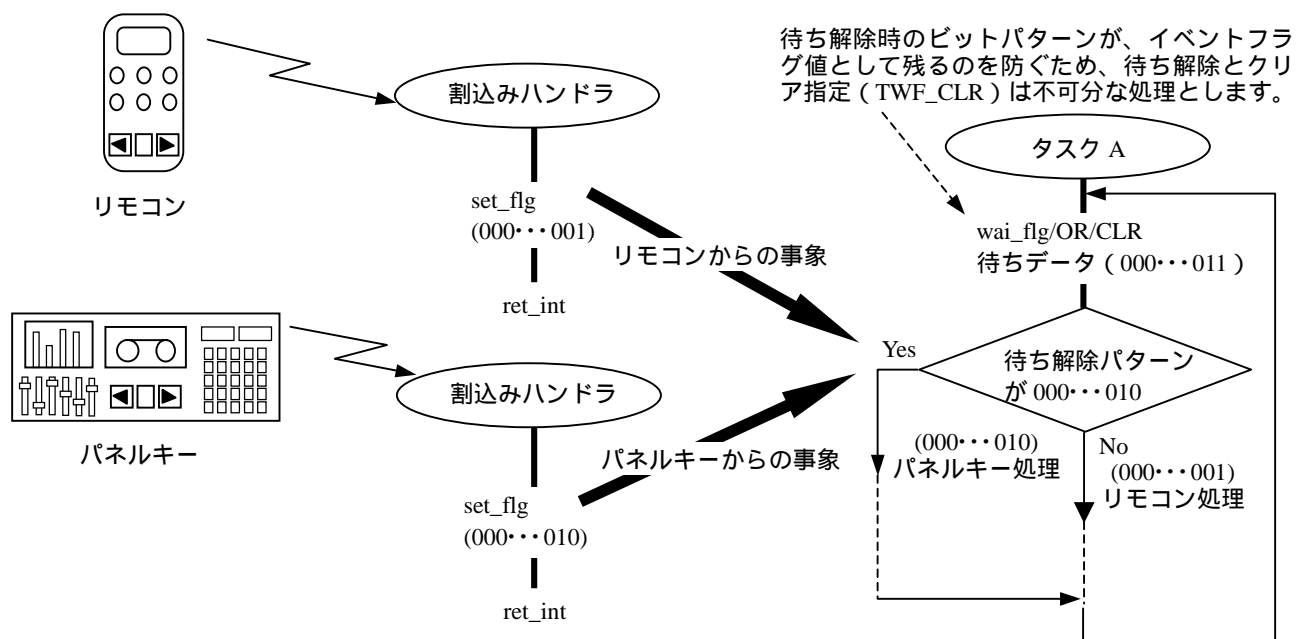 待ち解除時のビットパターンが、イベントフラ
グ値として残るのを防ぐため、待ち解除とクリ
ア指定（TWF_CLR）は不可分な処理とします。
割込みハンドラ
タスク A
リモコン
set_flg
(000･･･001)
リモコンからの事象
wai_flg/OR/CLR
待ちデータ（000･･･011）
ret_int
Yes
待ち解除パターン
が 000･･･010
割込みハンドラ
パネルキー
パネルキーからの事象
(000･･･010)
パネルキー処理
No
(000･･･001)
リモコン処理
set_flg
(000･･･010)
ret_int